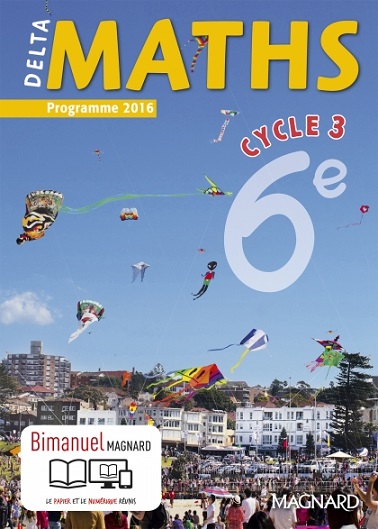 DELTA
MATHS
Programme 2016
CYCLE 3
6e
Bimanuel MAGNARD
LE PAPIER ET LE NUMÉRIQUE RÉUNIS
MAGNARD